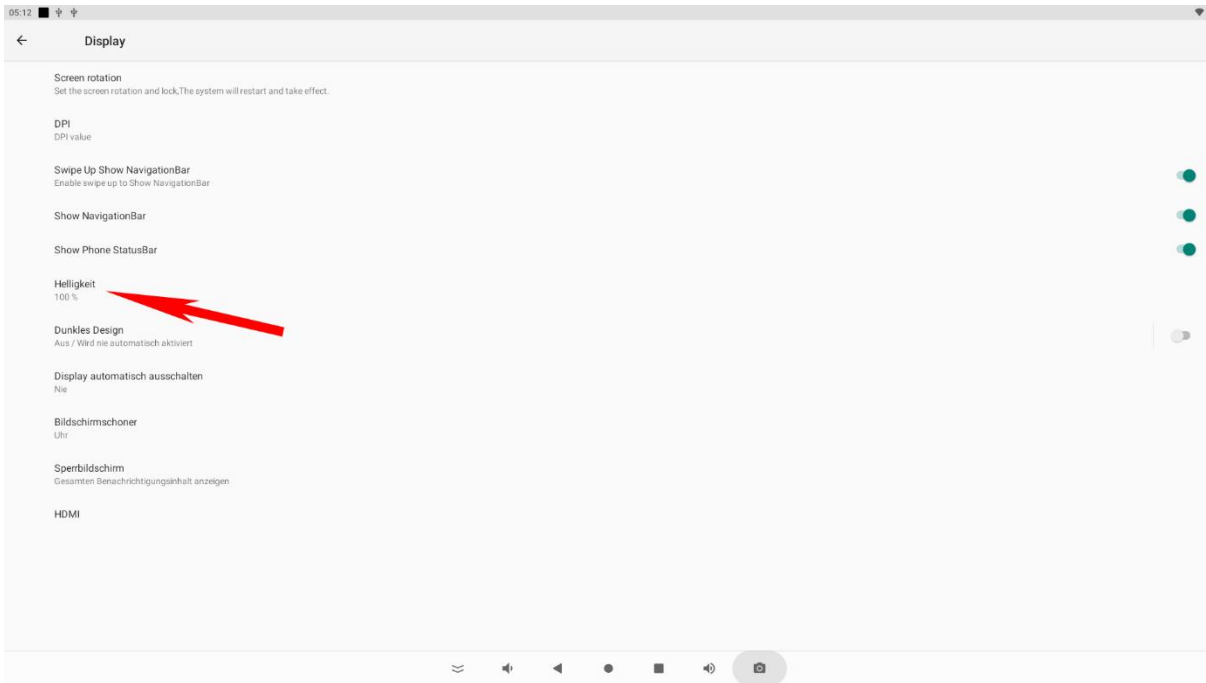 05:12
Display
Screen rotation
Set the screen rotation and lock,The system will restart and take effect.
DPI
DPI value
Swipe Up Show NavigationBar
Enable swipe up to Show NavigationBar
Show NavigationBar
Show Phone StatusBar
Helligkeit
100 %
Dunkles Design
Aus / Wird nie automatisch aktiviert
Display automatisch ausschalten
Nie
Bildschirmschoner
Uhr
Sperrbildschirm
Gesamten Benachrichtigungsinhalt anzeigen
HDMI